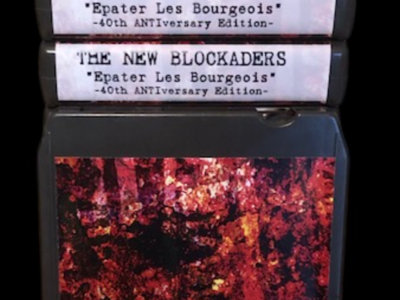 "Epater Les Bourgeois"
-40th ANTIversary Edition-
THE NEW BLOCKADERS
"Epater Les Bourgeois"
-40th ANTIversary Edition-